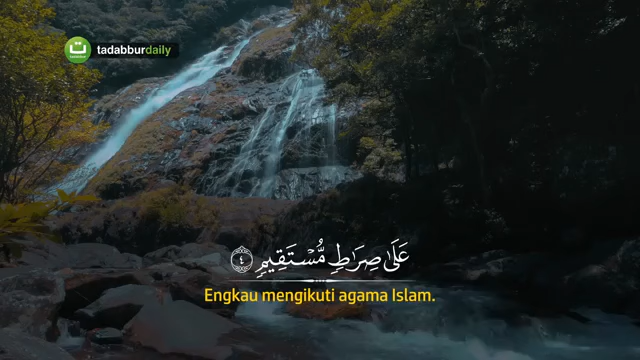 tadabburdaily
عَلَىٰ صِرَٰطٍ مُّسْتَقِيمٍ ٤
Engkau mengikuti agama Islam.